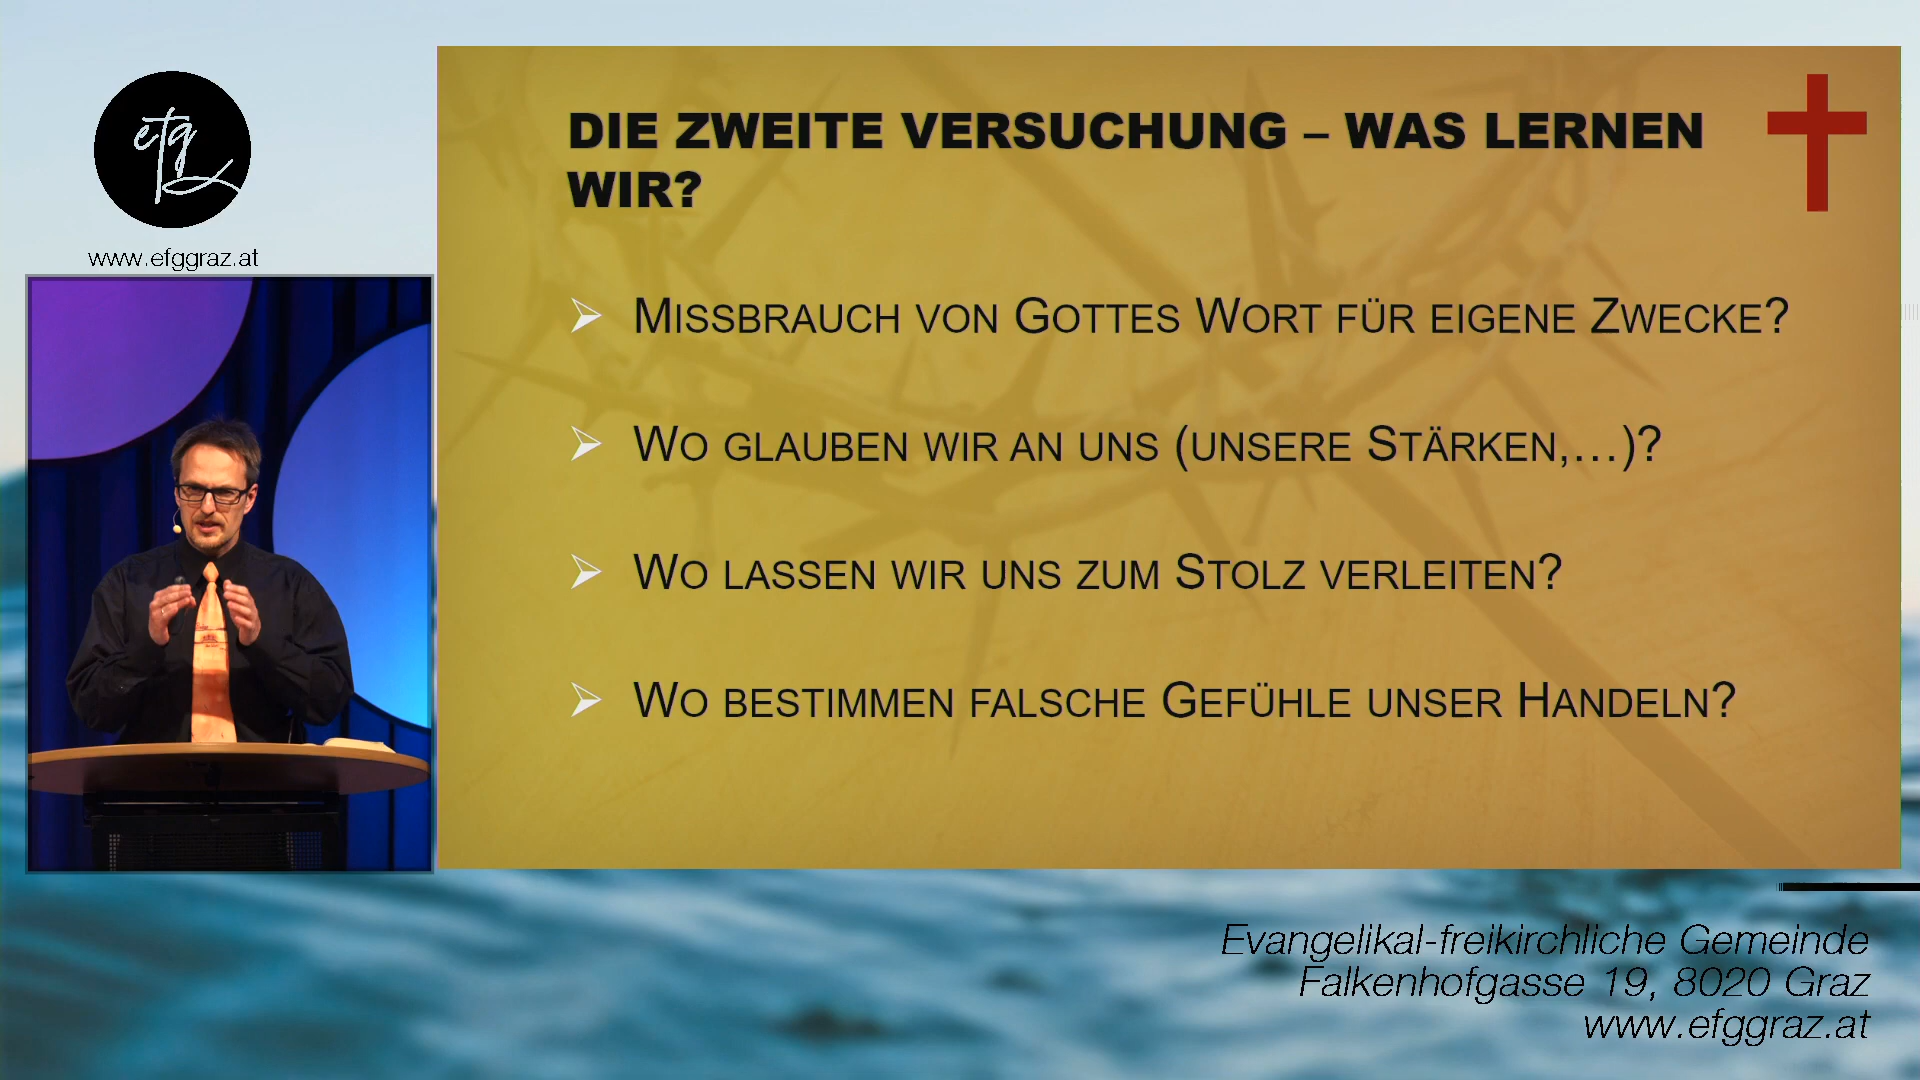 efg
www.efggraz.at
DIE ZWEITE VERSUCHUNG – WAS LERNEN
WIR?
MISSBRAUCH VON GOTTES WORT FÜR EIGENE ZWECKE?
WO GLAUBEN WIR AN UNS (UNSERE STÄRKEN,…)?
WO LASSEN WIR UNS ZUM STOLZ VERLEITEN?
WO BESTIMMEN FALSCHE GEFÜHLE UNSER HANDELN?
Evangelikal-freikirchliche Gemeinde
Falkenhofgasse 19, 8020 Graz
www.efggraz.at